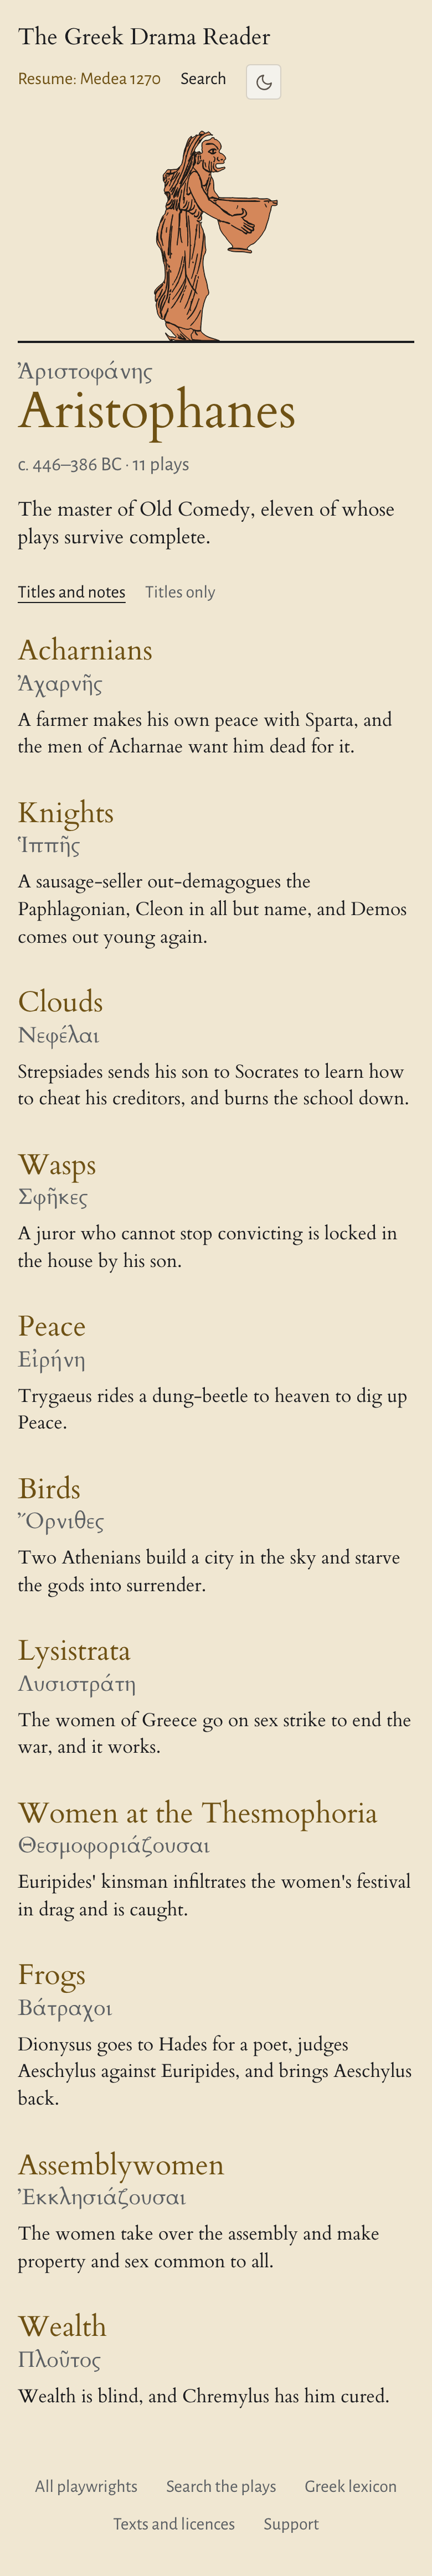 The Greek Drama Reader
Resume: Medea 1270 Search
Ἀριστοφάνης
Aristophanes
c. 446–386 BC · 11 plays
The master of Old Comedy, eleven of whose
plays survive complete.
Titles and notes Titles only
Acharnians
Ἀχαρνῆς
A farmer makes his own peace with Sparta, and
the men of Acharnae want him dead for it.
Knights
Ἱππῆς
A sausage-seller out-demagogues the
Paphlagonian, Cleon in all but name, and Demos
comes out young again.
Clouds
Νεφέλαι
Strepsiades sends his son to Socrates to learn how
to cheat his creditors, and burns the school down.
Wasps
Σφῆκες
A juror who cannot stop convicting is locked in
the house by his son.
Peace
Εἰρήνη
Trygaeus rides a dung-beetle to heaven to dig up
Peace.
Birds
Ὄρνιθες
Two Athenians build a city in the sky and starve
the gods into surrender.
Lysistrata
Λυσιστράτη
The women of Greece go on sex strike to end the
war, and it works.
Women at the Thesmophoria
Θεσμοφοριάζουσαι
Euripides' kinsman infiltrates the women's festival
in drag and is caught.
Frogs
Βάτραχοι
Dionysus goes to Hades for a poet, judges
Aeschylus against Euripides, and brings Aeschylus
back.
Assemblywomen
Ἐκκλησιάζουσαι
The women take over the assembly and make
property and sex common to all.
Wealth
Πλοῦτος
Wealth is blind, and Chremylus has him cured.
All playwrights Search the plays Greek lexicon
Texts and licences Support